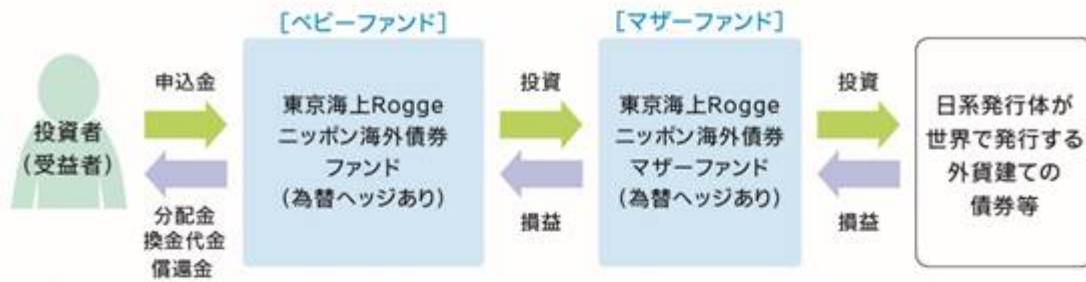 [ベビーファンド]
[マザーファンド]
投資者
(受益者)
申込金
分配金
換金代金
償還金
東京海上Rogge
ニッポン海外債券
ファンド
(為替ヘッジあり)
投資
損益
東京海上Rogge
ニッポン海外債券
マザーファンド
(為替ヘッジあり)
投資
損益
日系発行体が
世界で発行する
外貨建ての
債券等